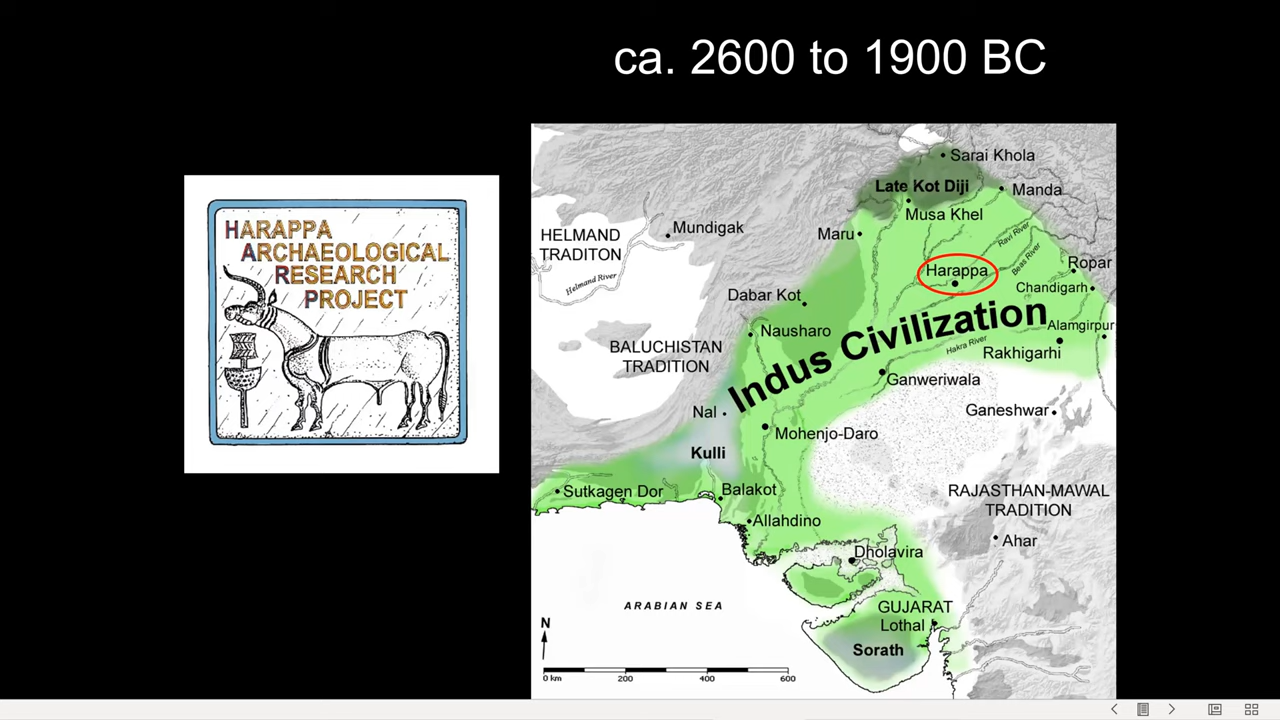 ca. 2600 to 1900 BC
HARAPPA
ARCHAEOLOGICAL
RESEARCH
PROJECT
Sarai Khola
Late Kot Diji
Manda
Musa Khel
Mundigak
Maru
HELMAND
TRADITON
Helmand River
Ravi River
Beas River
Harappa
Ropar
Chandigarh
Dabar Kot
Nausharo
Indus Civilization
Alamgirpur
Hakra River
Rakhigarhi
BALUCHISTAN
TRADITION
Ganweriwala
Nal
Ganeshwar
Mohenjo-Daro
Kulli
Sutkagen Dor
Balakot
RAJASTHAN-MAWAL
TRADITION
Allahdino
Ahar
Dholavira
ARABIAN SEA
GUJARAT
Lothal
Sorath
N
0 km 200 400 600